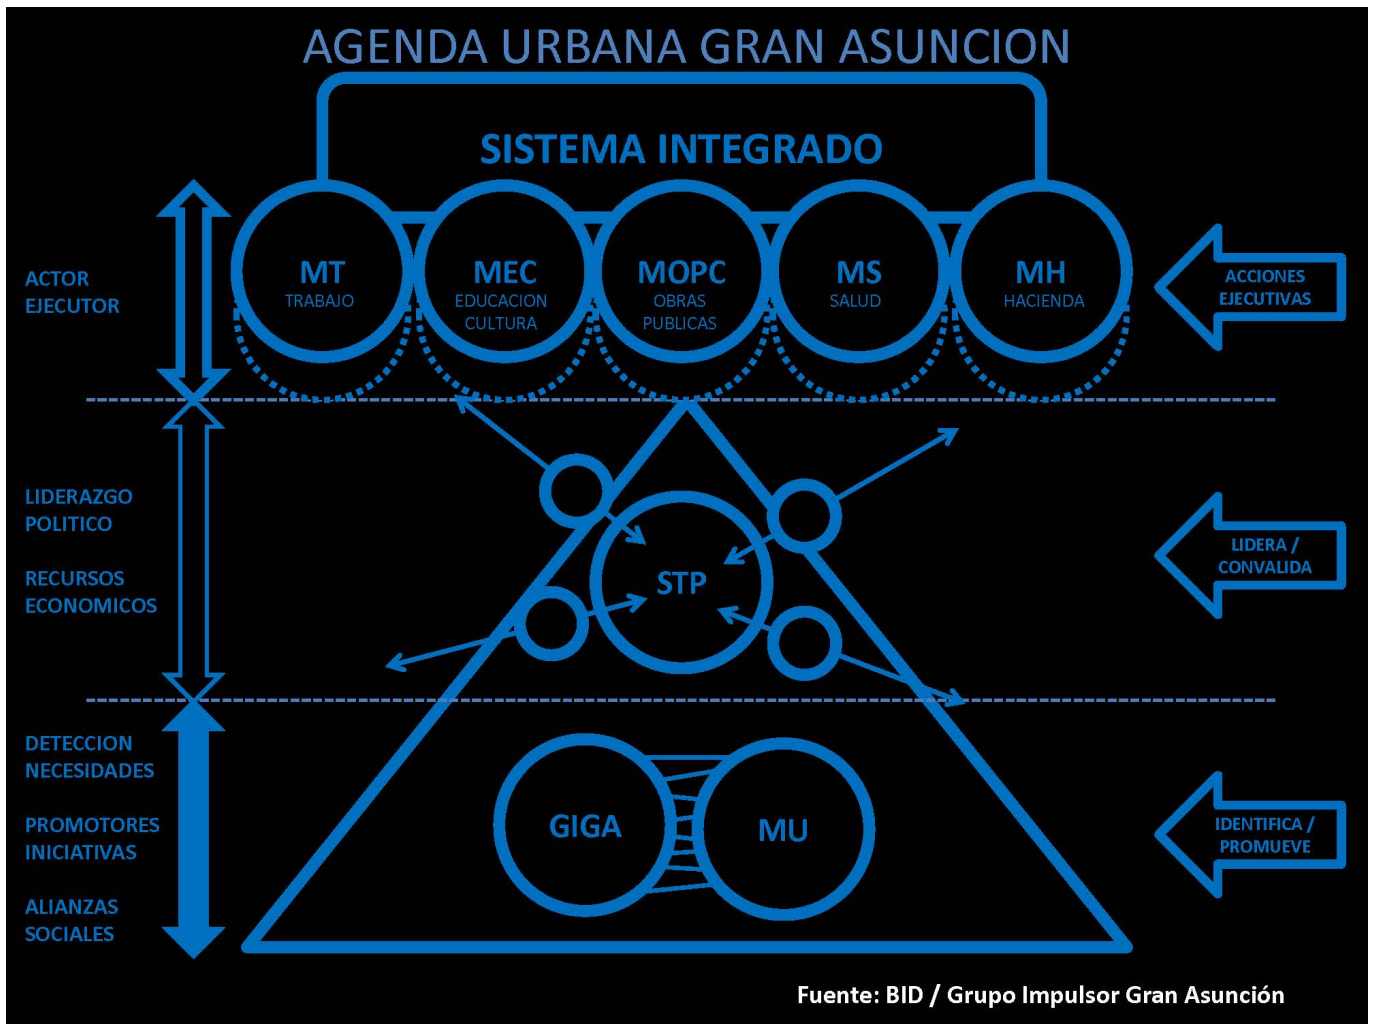 AGENDA URBANA GRAN ASUNCION
SISTEMA INTEGRADO
ACTOR
EJECUTOR
MT
TRABAJO
MEC
EDUCACION
CULTURA
MOPC
OBRAS
PUBLICAS
MS
SALUD
MH
HACIENDA
ACCIONES
EJECUTIVAS
LIDERAZGO
POLITICO
RECURSOS
ECONOMICOS
STP
LIDERA /
CONVALIDA
DETECCION
NECESIDADES
PROMOTORES
INICIATIVAS
ALIANZAS
SOCIALES
GIGA
MU
IDENTIFICA /
PROMUEVE
Fuente: BID / Grupo Impulsor Gran Asunción